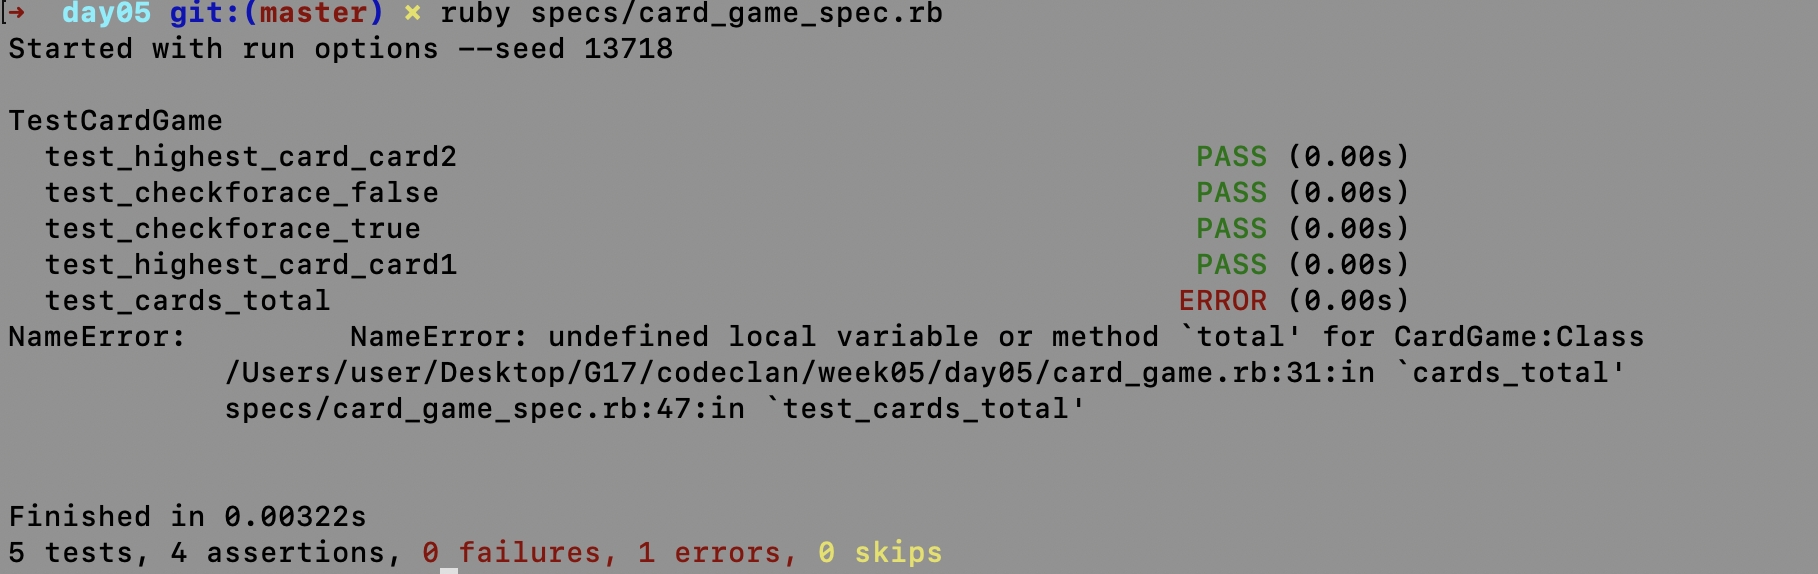 [→ day05 git:(master) × ruby specs/card_game_spec.rb
Started with run options --seed 13718
TestCardGame
test_highest_card_card2 PASS (0.00s)
test_checkforace_false PASS (0.00s)
test_checkforace_true PASS (0.00s)
test_highest_card_card1 PASS (0.00s)
test_cards_total ERROR (0.00s)
NameError: NameError: undefined local variable or method `total' for CardGame:Class
/Users/user/Desktop/G17/codeclan/week05/day05/card_game.rb:31:in `cards_total'
specs/card_game_spec.rb:47:in `test_cards_total'
Finished in 0.00322s
5 tests, 4 assertions, 0 failures, 1 errors, 0 skips